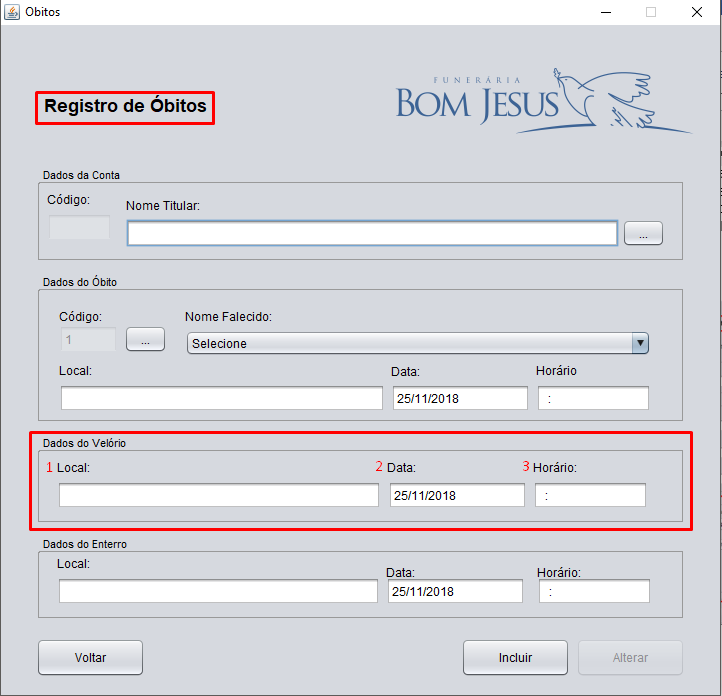 Obitos
FUNERÁRIA
BOM JESUS
Registro de Óbitos
Dados da Conta
Código:
Nome Titular:
...
Dados do Óbito
Código:
Nome Falecido:
1
...
Selecione
Local:
Data:
Horário
25/11/2018
:
Dados do Velório
1 Local:
2 Data:
3 Horário:
25/11/2018
:
Dados do Enterro
Local:
Data:
Horário:
25/11/2018
:
Voltar
Incluir
Alterar